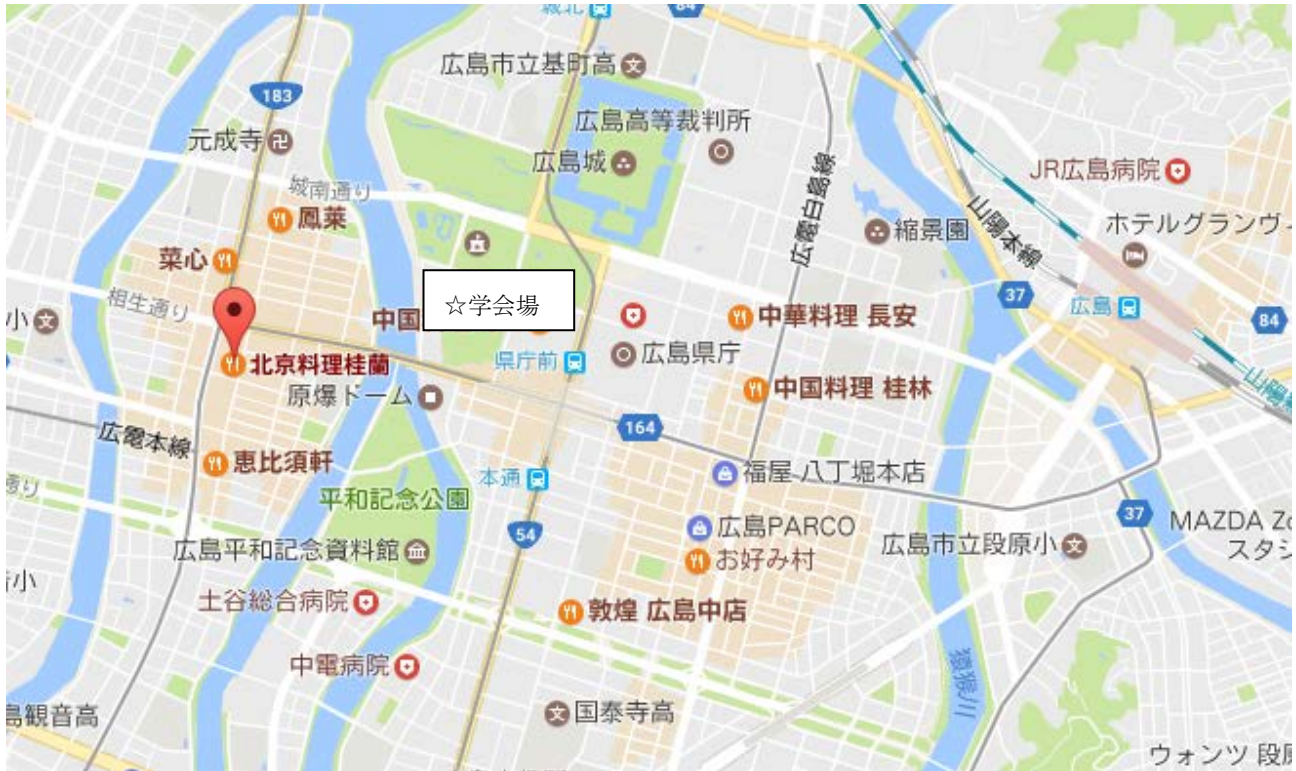 城北
84
広島市立基町高
183
広島高等裁判所
元成寺
広島城
広電白島線
JR広島病院
城南通り
山陽本線
鳳菜
縮景園
ホテルグランヴィ
菜心
37
相生通り
☆学会場
広島
小
中国
中華料理 長安
84
北京料理桂蘭
県庁前
広島県庁
原爆ドーム
中国料理 桂林
164
広電本線
恵比須軒
本通
福屋 八丁堀本店
通り
平和記念公園
54
広島PARCO
37
MAZDA Zo
スタジ
広島平和記念資料館
お好み村
広島市立段原小
小
土谷総合病院
敦煌 広島中店
中電病院
猿猴川
島観音高
国泰寺高
ウォンツ 段原